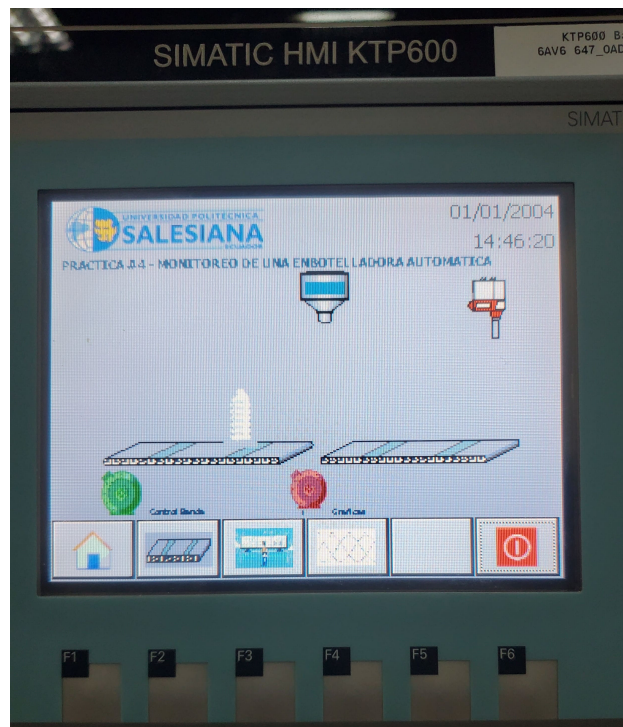 SIMATIC HMI KTP600
KTP600 B
6AV6 647_0AD
SIMAT
UNIVERSIDAD POLITECNICA
SALESIANA
ECUADOR
01/01/2004
14:46:20
PRACTICA #4 - MONITOREO DE UNA ENBOTELLADORA AUTOMATICA
Control Banda
Graficas
F1 F2 F3 F4 F5 F6